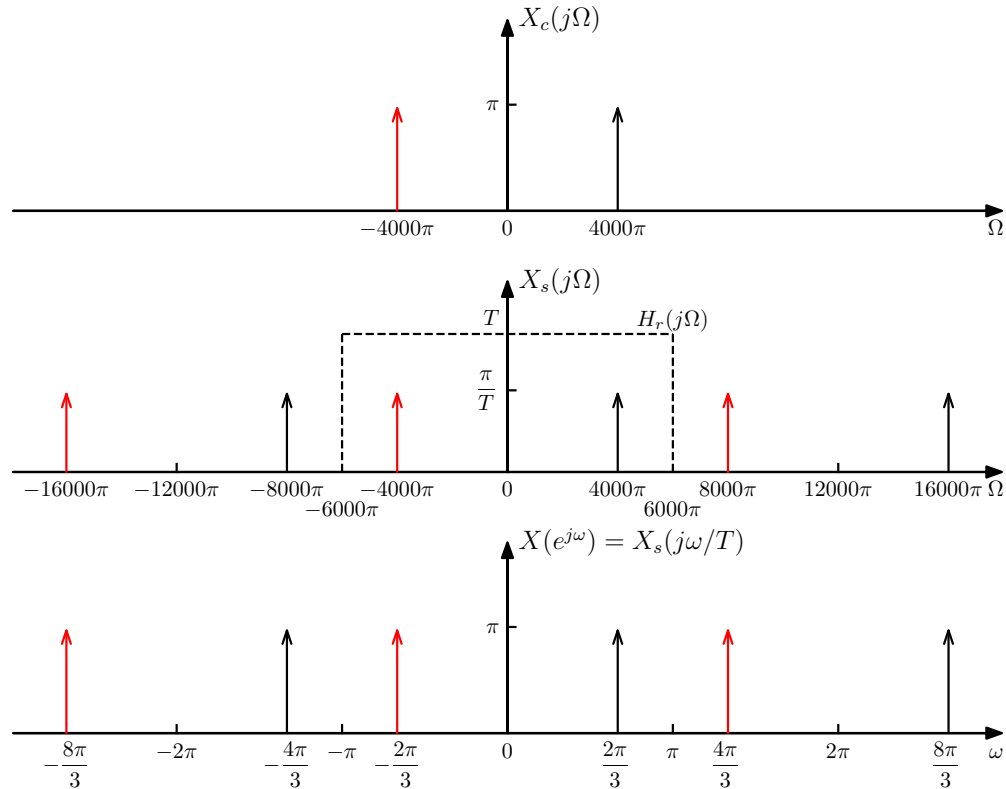 X_c(jΩ)
π
−4000π 0 4000π Ω
X_s(jΩ)
T H_r(jΩ)
π/T
−16000π −12000π −8000π −4000π 0 4000π 8000π 12000π 16000π Ω
−6000π 6000π
X(e^{jω}) = X_s(jω/T)
π
−8π/3 −2π −4π/3 −π −2π/3 0 2π/3 π 4π/3 2π 8π/3 ω